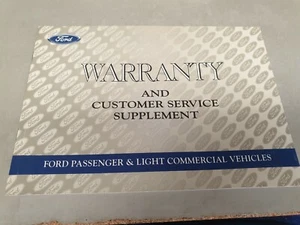 Ford
WARRANTY
AND
CUSTOMER SERVICE
SUPPLEMENT
FORD PASSENGER & LIGHT COMMERCIAL VEHICLES